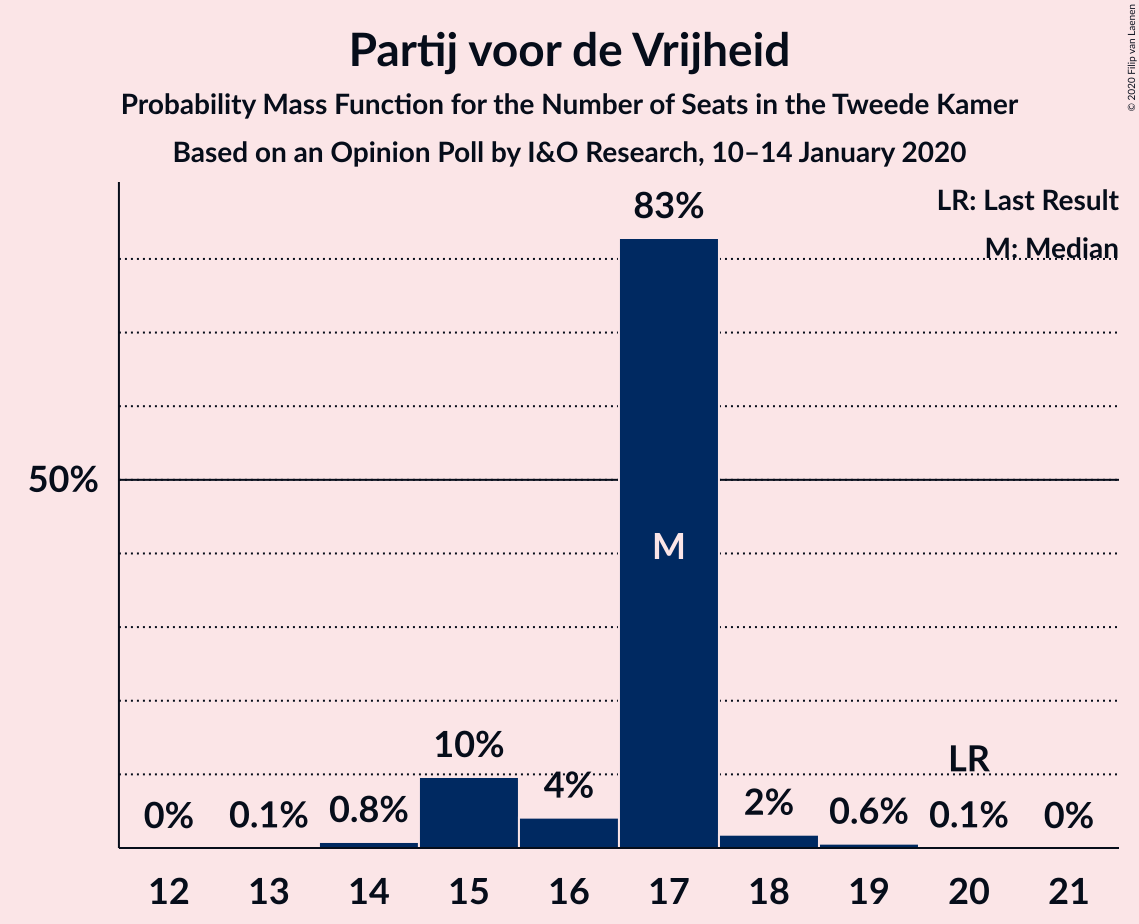 Partij voor de Vrijheid
Probability Mass Function for the Number of Seats in the Tweede Kamer
Based on an Opinion Poll by I&O Research, 10–14 January 2020
© 2020 Filip van Laenen
LR: Last Result
M: Median
83%
50%
M
10%
4%
LR
0%
0.1%
0.8%
2%
0.6%
0.1%
0%
12 13 14 15 16 17 18 19 20 21